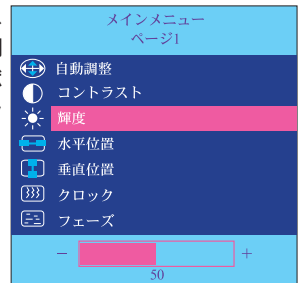 メインメニュー
ページ1
自動調整
コントラスト
輝度
水平位置
垂直位置
クロック
フェーズ
− +
50